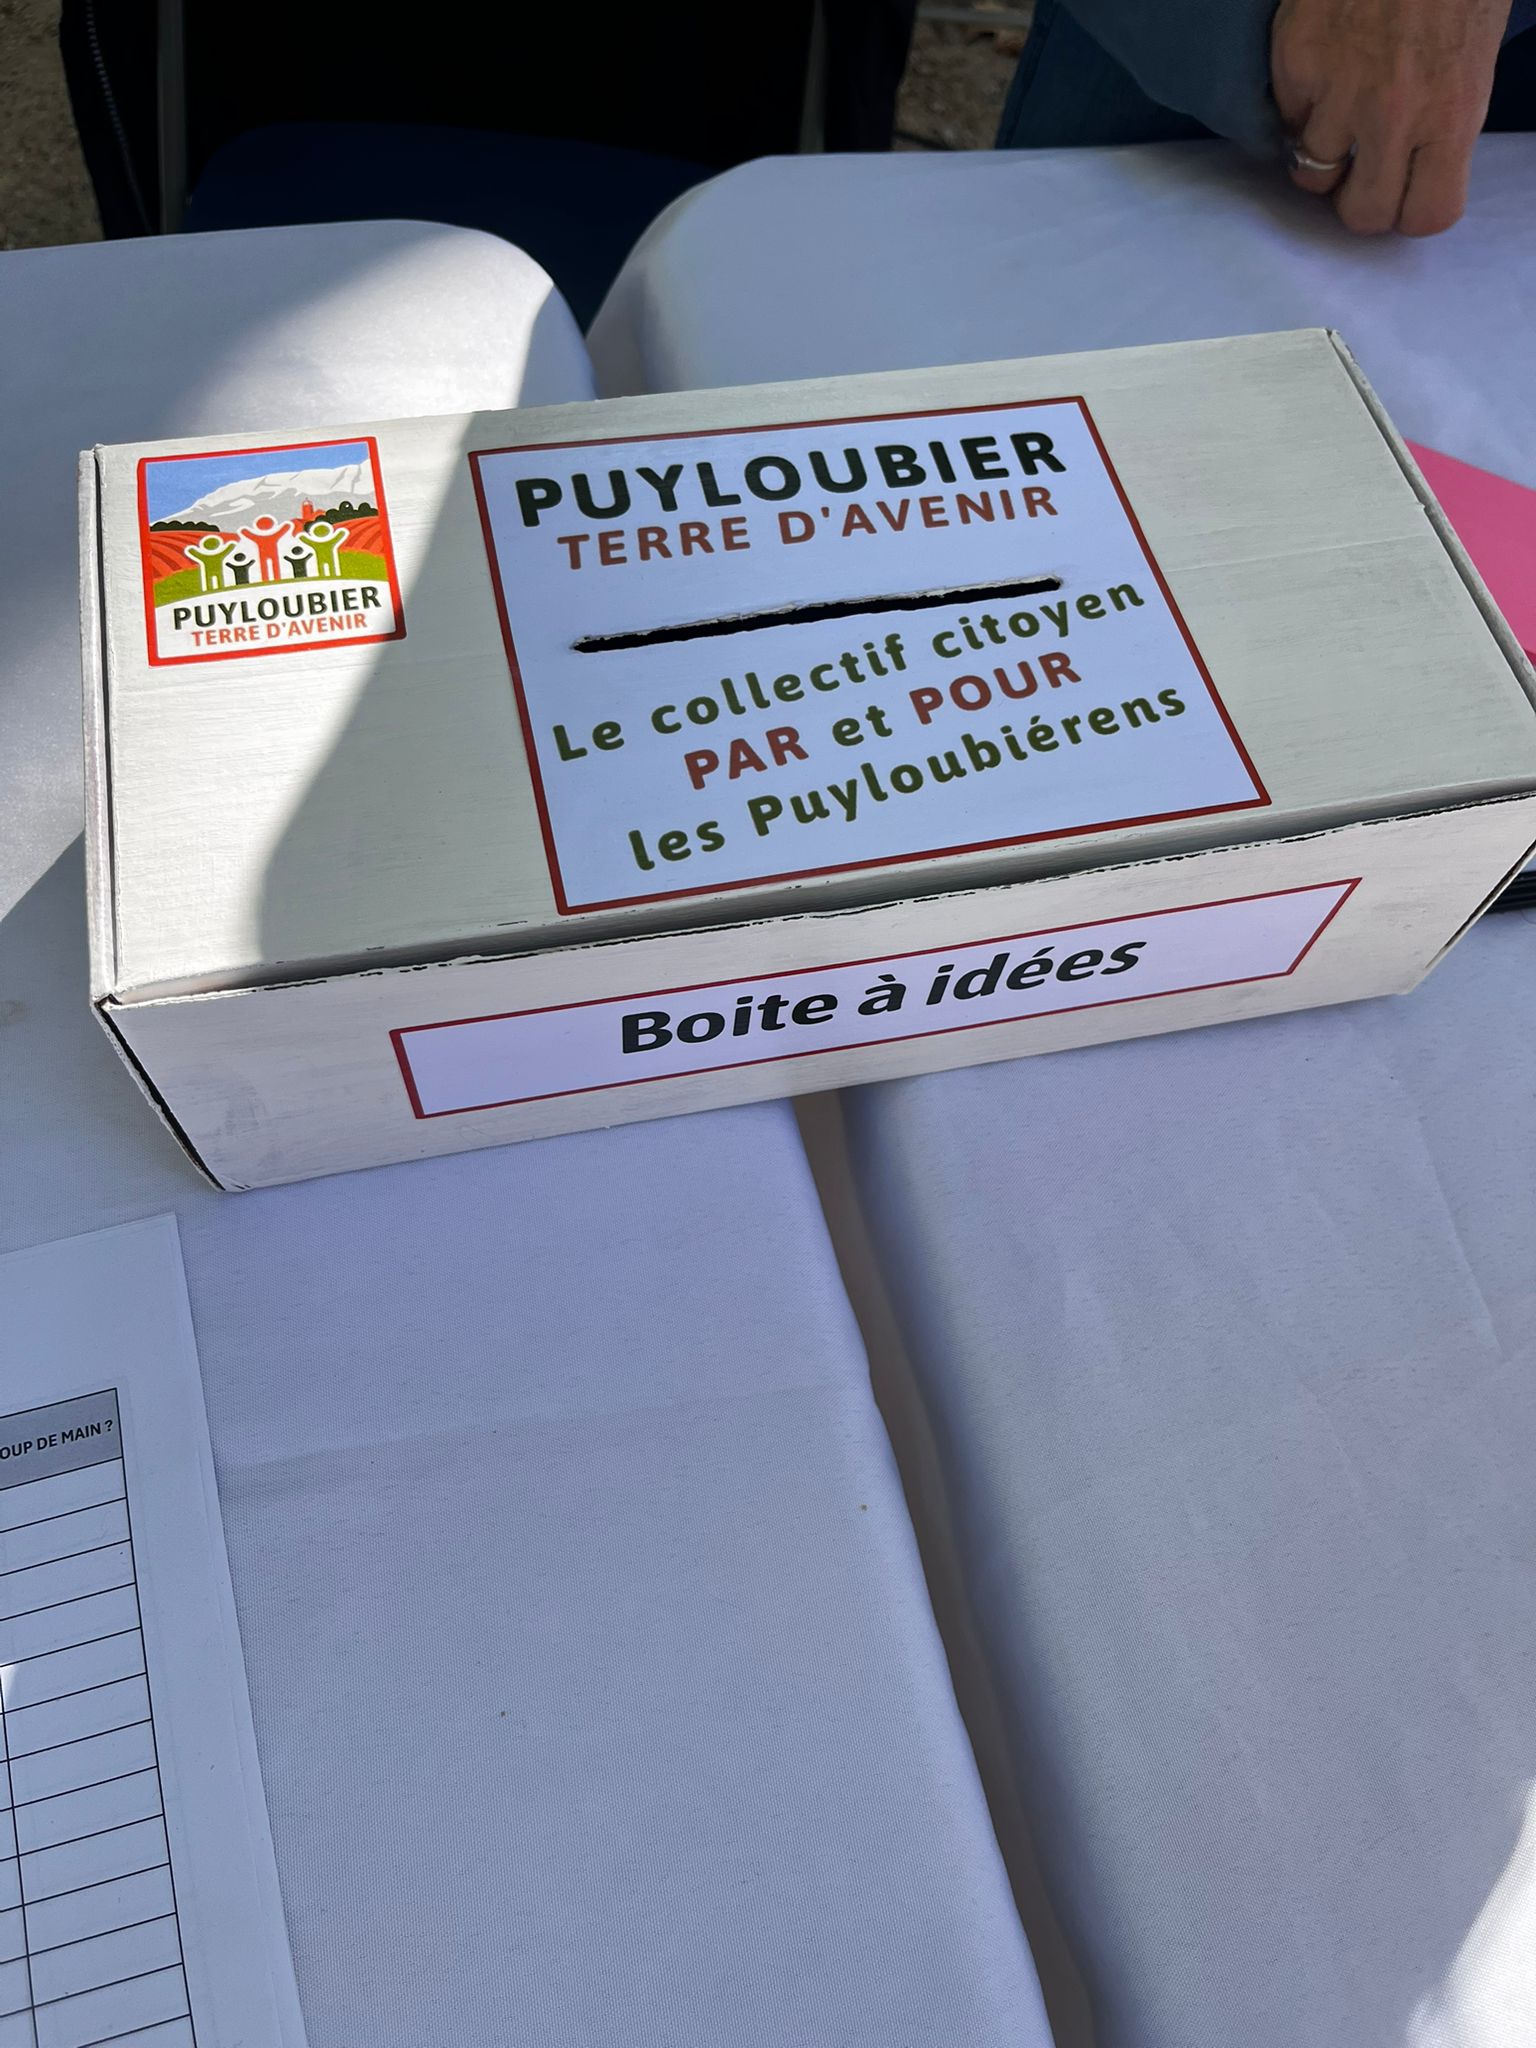 PUYLOUBIER
TERRE D'AVENIR
PUYLOUBIER
TERRE D'AVENIR
Le collectif citoyen
PAR et POUR
les Puyloubiérens
Boite à idées
OUP DE MAIN ?